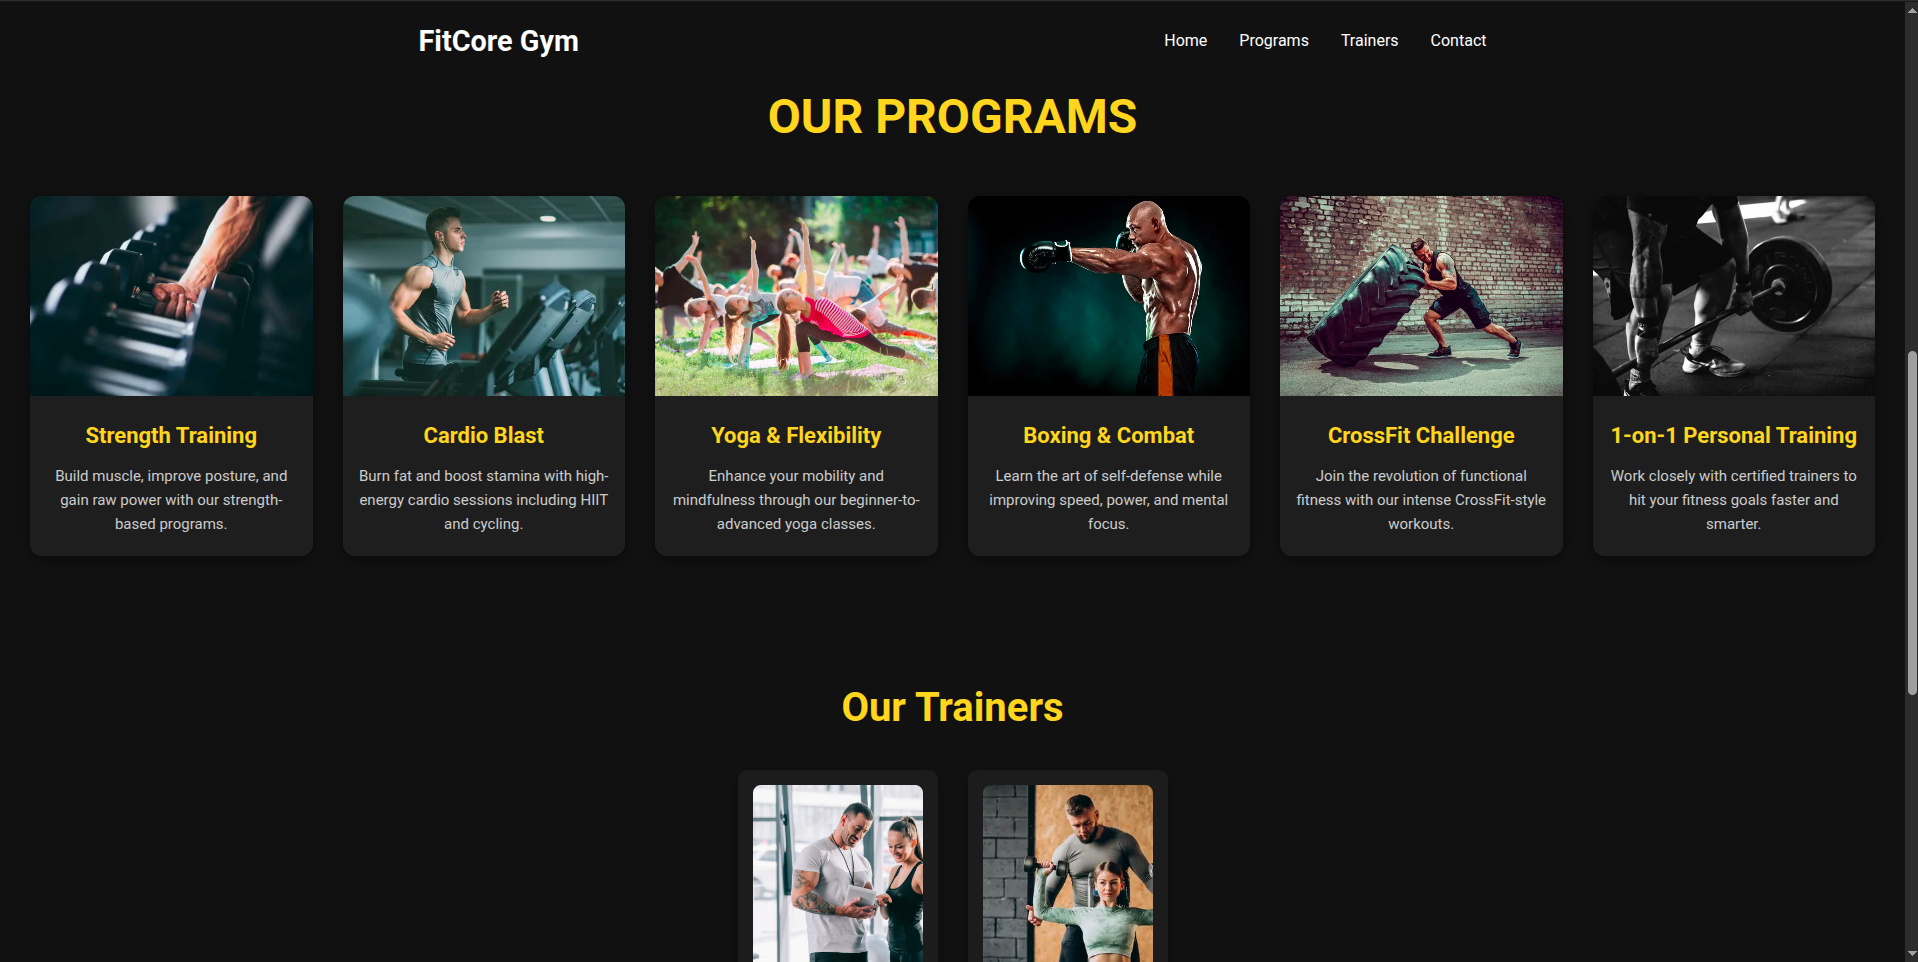 FitCore Gym
Home Programs Trainers Contact
OUR PROGRAMS
Strength Training
Build muscle, improve posture, and
gain raw power with our strength-
based programs.
Cardio Blast
Burn fat and boost stamina with high-
energy cardio sessions including HIIT
and cycling.
Yoga & Flexibility
Enhance your mobility and
mindfulness through our beginner-to-
advanced yoga classes.
Boxing & Combat
Learn the art of self-defense while
improving speed, power, and mental
focus.
CrossFit Challenge
Join the revolution of functional
fitness with our intense CrossFit-style
workouts.
1-on-1 Personal Training
Work closely with certified trainers to
hit your fitness goals faster and
smarter.
Our Trainers